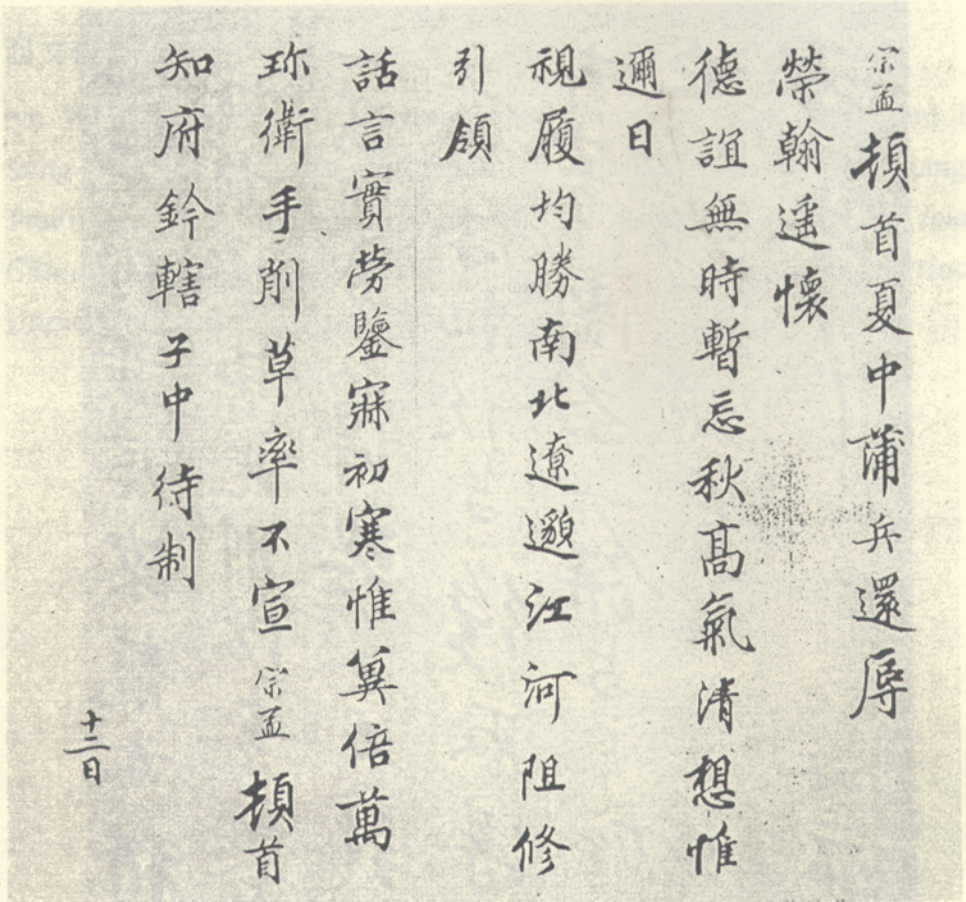 宗孟頓首夏中蒲兵還辱
榮翰遥懷
德誼無時暫忘秋髙氣清想惟
邇日
視履均勝南北遼邈江河阻修
引領
話言實勞鑒寐初寒惟冀倍萬
珎衛手削草率不宣宗孟頓首
知府鈐轄子中待制
十二日